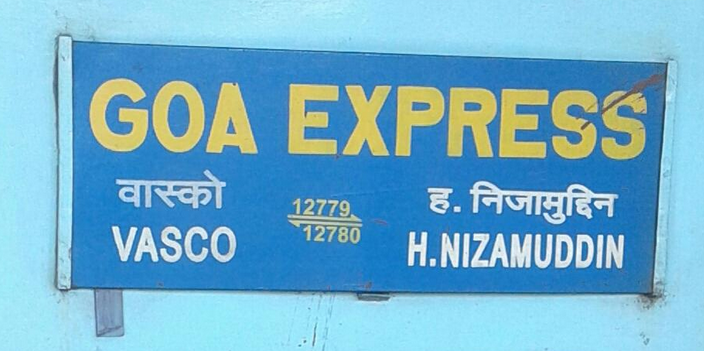 GOA EXPRESS
वास्को 12779 ह. निजामुद्दिन
VASCO 12780 H.NIZAMUDDIN